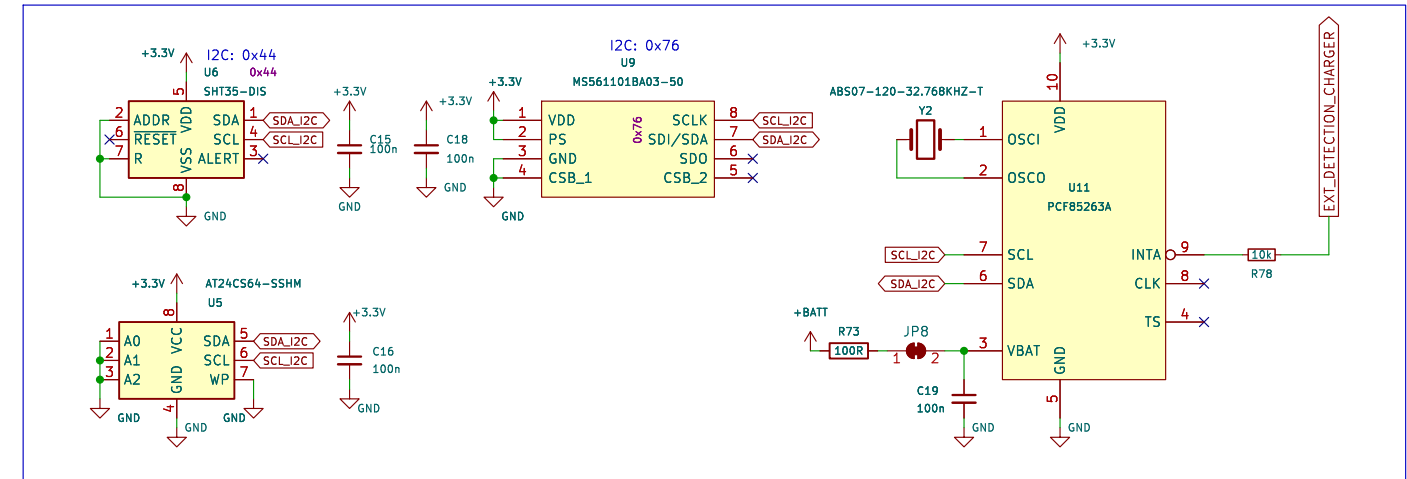 +3.3V
I2C: 0x44
U6
0x44
SHT35-DIS
5
2
ADDR
VDD
SDA
1
SDA_I2C
6
RESET
SCL
4
SCL_I2C
7
R
VSS
ALERT
3
8
GND
+3.3V
C15
100n
GND
+3.3V
C18
100n
GND
I2C: 0x76
U9
MS561101BA03-50
+3.3V
1
VDD
0x76
SCLK
8
SCL_I2C
2
PS
SDI/SDA
7
SDA_I2C
3
GND
SDO
6
4
CSB_1
CSB_2
5
GND
+3.3V
10
ABS07-120-32.768KHZ-T
Y2
VDD
1
OSCI
2
OSCO
U11
PCF85263A
SCL_I2C
7
SCL
INTA
9
10k
R78
EXT_DETECTION_CHARGER
SDA_I2C
6
SDA
CLK
8
TS
4
+BATT
R73
100R
JP8
1
2
3
VBAT
GND
5
C19
100n
GND
GND
+3.3V
AT24CS64-SSHM
U5
8
1
A0
VCC
SDA
5
SDA_I2C
2
A1
SCL
6
SCL_I2C
3
A2
GND
WP
7
4
GND
GND
GND
+3.3V
C16
100n
GND